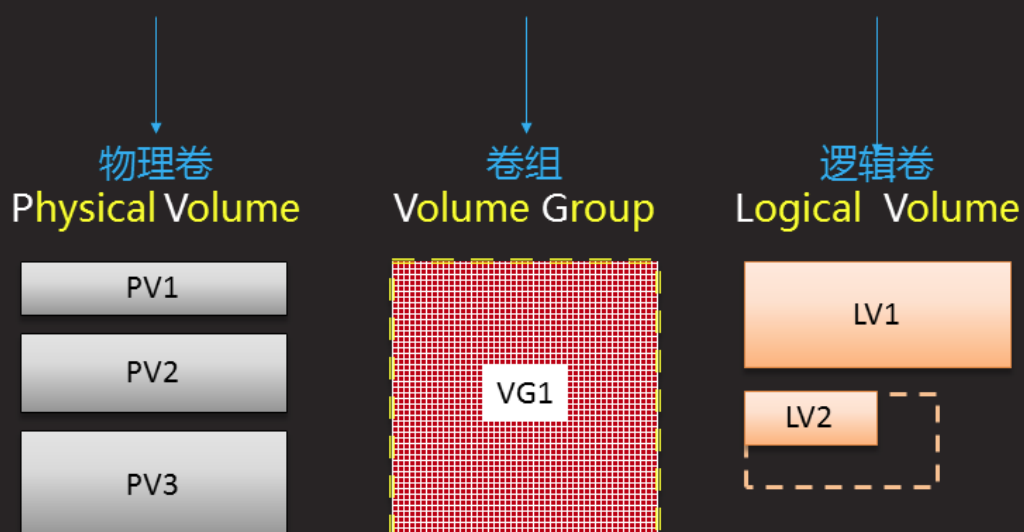 物理卷
卷组
逻辑卷
Physical Volume
Volume Group
Logical Volume
PV1
PV2
PV3
VG1
LV1
LV2